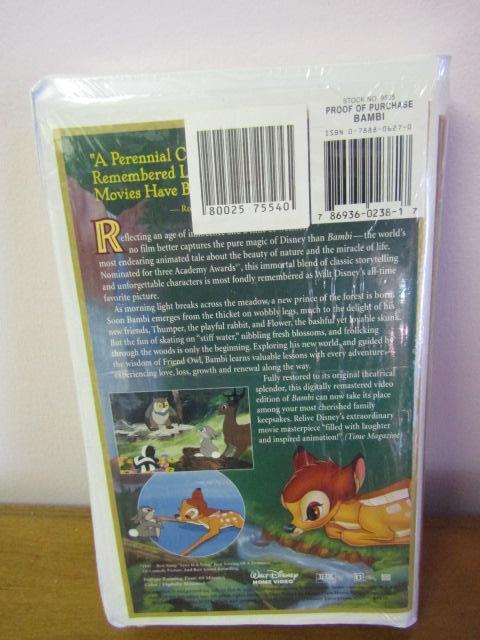 STOCK NO. 9505
PROOF OF PURCHASE
BAMBI
ISBN 0-7888-0627-0
"A Perennial
Remembered
Movies Have
80025 75540
7 86936-0238-1 7
Reflecting an age of
no film better captures the pure magic of Disney than Bambi — the world's
most endearing animated tale about the beauty of nature and the miracle of life.
Nominated for three Academy Awards®, this immortal blend of classic storytelling
and unforgettable characters is most fondly remembered as Walt Disney's all-time
favorite picture.
As morning light breaks across the meadow, a new prince of the forest is born.
Soon Bambi emerges from the thicket on wobbly legs, much to the delight of his
new friends, Thumper, the playful rabbit, and Flower, the bashful yet lovable skunk.
But the fun of skating on "stiff water," nibbling fresh blossoms, and frolicking
through the woods is only the beginning. Exploring his new world, and guided by
the wisdom of Friend Owl, Bambi learns valuable lessons with every adventure —
experiencing love, loss, growth and renewal along the way.
Fully restored to its original theatrical
splendor, this digitally remastered video
edition of Bambi can now take its place
among your most cherished family
keepsakes. Relive Disney's extraordinary
movie masterpiece "filled with laughter
and inspired animation!" (Time Magazine)
Walt Disney
HOME VIDEO